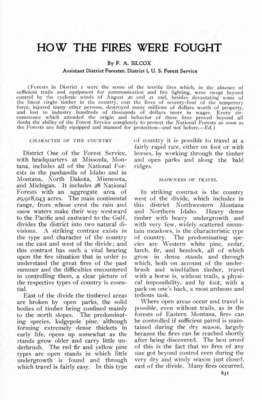 HOW THE FIRES WERE FOUGHT
By F. A. SILCOX
Assistant District Forester, District 1, U. S. Forest Service
(Forests in District 1 were the scene of the terrific fires which, in the absence of
sufficient trails and equipment for communication and fire fighting, were swept beyond
control by the cyclonic winds of August 20 and 21 and, besides devastating some of
the finest virgin timber in the country, cost the lives of seventy-four of the temporary
force, injured many other persons, destroyed many millions of dollars worth of property,
and lost to industry hundreds of thousands of dollars more in wages. Every cir-
cumstance which attended the origin and behavior of these fires proved beyond all
doubt the ability of the Forest Service completely to protect the National Forests as soon as
the Forests are fully equipped and manned for protection—and not before.—Ed.)
CHARACTER OF THE COUNTRY
District One of the Forest Service,
with headquarters at Missoula, Mon-
tana, includes all of the National For-
ests in the panhandle of Idaho and in
Montana, North Dakota, Minnesota,
and Michigan. It includes 28 National
Forests with an aggregate area of
acres. The main continental
range, from whose crest the rain and
snow waters make their way westward
to the Pacific and eastward to the Gulf,
divides the district into two natural di-
visions. A striking contrast exists in
the type and character of the country
on the east and west of the divide; and
this contrast has such a vital bearing
upon the fire situation that in order to
understand the great fires of the past
summer and the difficulties encountered
in controlling them, a clear picture of
the respective types of country is essen-
tial.
East of the divide the timbered areas
are broken by open parks, the solid
bodies of timber being confined mainly
to the north slopes. The predominat-
ing species, lodgepole pine, although
forming extremely dense thickets in
early life, opens up somewhat as the
stands grow older and carry little un-
derbrush. The red fir and yellow pine
types are open stands in which little
undergrowth is found and through
which travel is fairly easy. In this type
of country it is possible to travel at a
fairly rapid rate, either on foot or with
horses, by working through the timber
and open parks and along the bald
ridges.
SLOWNESS OF TRAVEL
In striking contrast is the country
west of the divide, which includes in
this district Northwestern Montana
and Northern Idaho. Heavy dense
timber with heavy undergrowth and
with very few, widely scattered moun-
tain meadows, is the characteristic type
of country. The predominating spe-
cies are Western white pine, cedar,
larch, fir, and hemlock, all of which
grow in dense stands and through
which, both on account of the under-
brush and windfallen timber, travel
with a horse, is, without trails, a physi-
cal impossibility, and by foot, with a
pack on one's back, a most arduous and
tedious task.
Where open areas occur and travel is
possible, even without trails, as in the
forests of Eastern Montana, fires can
be controlled if sufficient patrol is main-
tained during the dry season, largely
because the fires can be reached shortly
after being discovered. The best proof
of this is the fact that no fires of any
size got beyond control even during the
very dry and windy season just closed,
east of the divide. Many fires occurred,